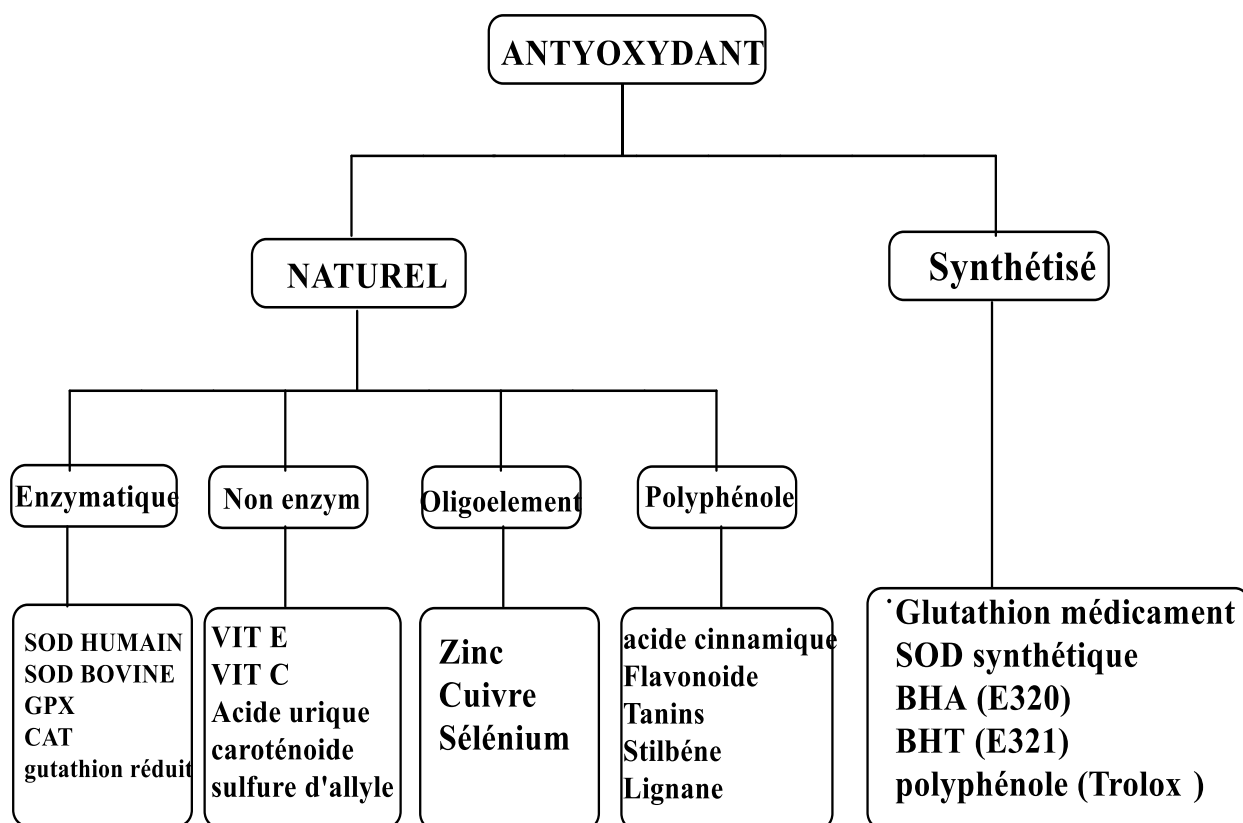 ANTYOXYDANT
NATUREL
Synthétisé
Enzymatique
Non enzym
Oligoelement
Polyphénole
SOD HUMAIN
SOD BOVINE
GPX
CAT
gutathion réduit
VIT E
VIT C
Acide urique
caroténoide
sulfure d'allyle
Zinc
Cuivre
Sélénium
acide cinnamique
Flavonoide
Tanins
Stilbéne
Lignane
Glutathion médicament
SOD synthétique
BHA (E320)
BHT (E321)
polyphénole (Trolox )